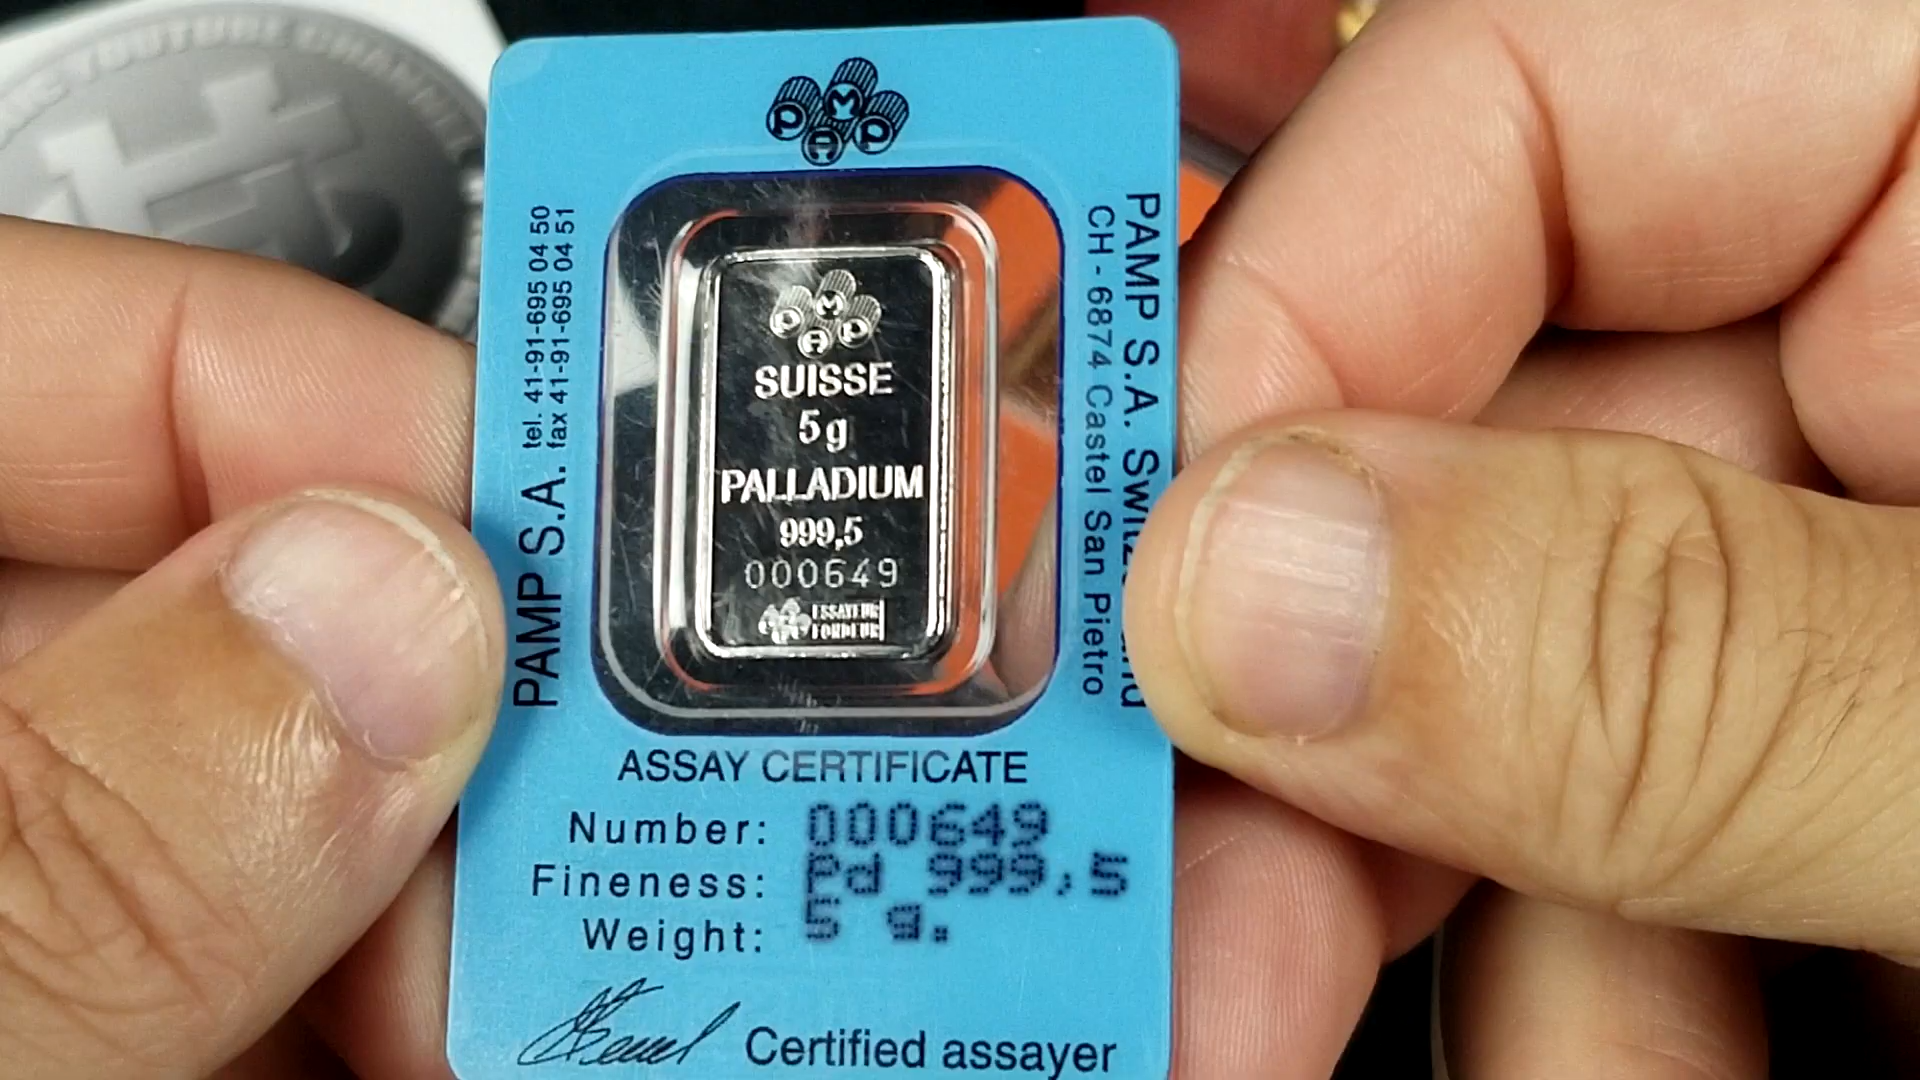 YOUTUBE CHANNEL
PAMP
tel. 41-91-695 04 50
fax 41-91-695 04 51
PAMP S.A.
PAMP S.A.
CH - 6874 Castel San Pietro
PAMP
SUISSE
5g
PALLADIUM
999,5
000649
ESSAYEUR
FONDEUR
ASSAY CERTIFICATE
Number: 000649
Fineness: Pd 999,5
Weight: 5 g.
Certified assayer